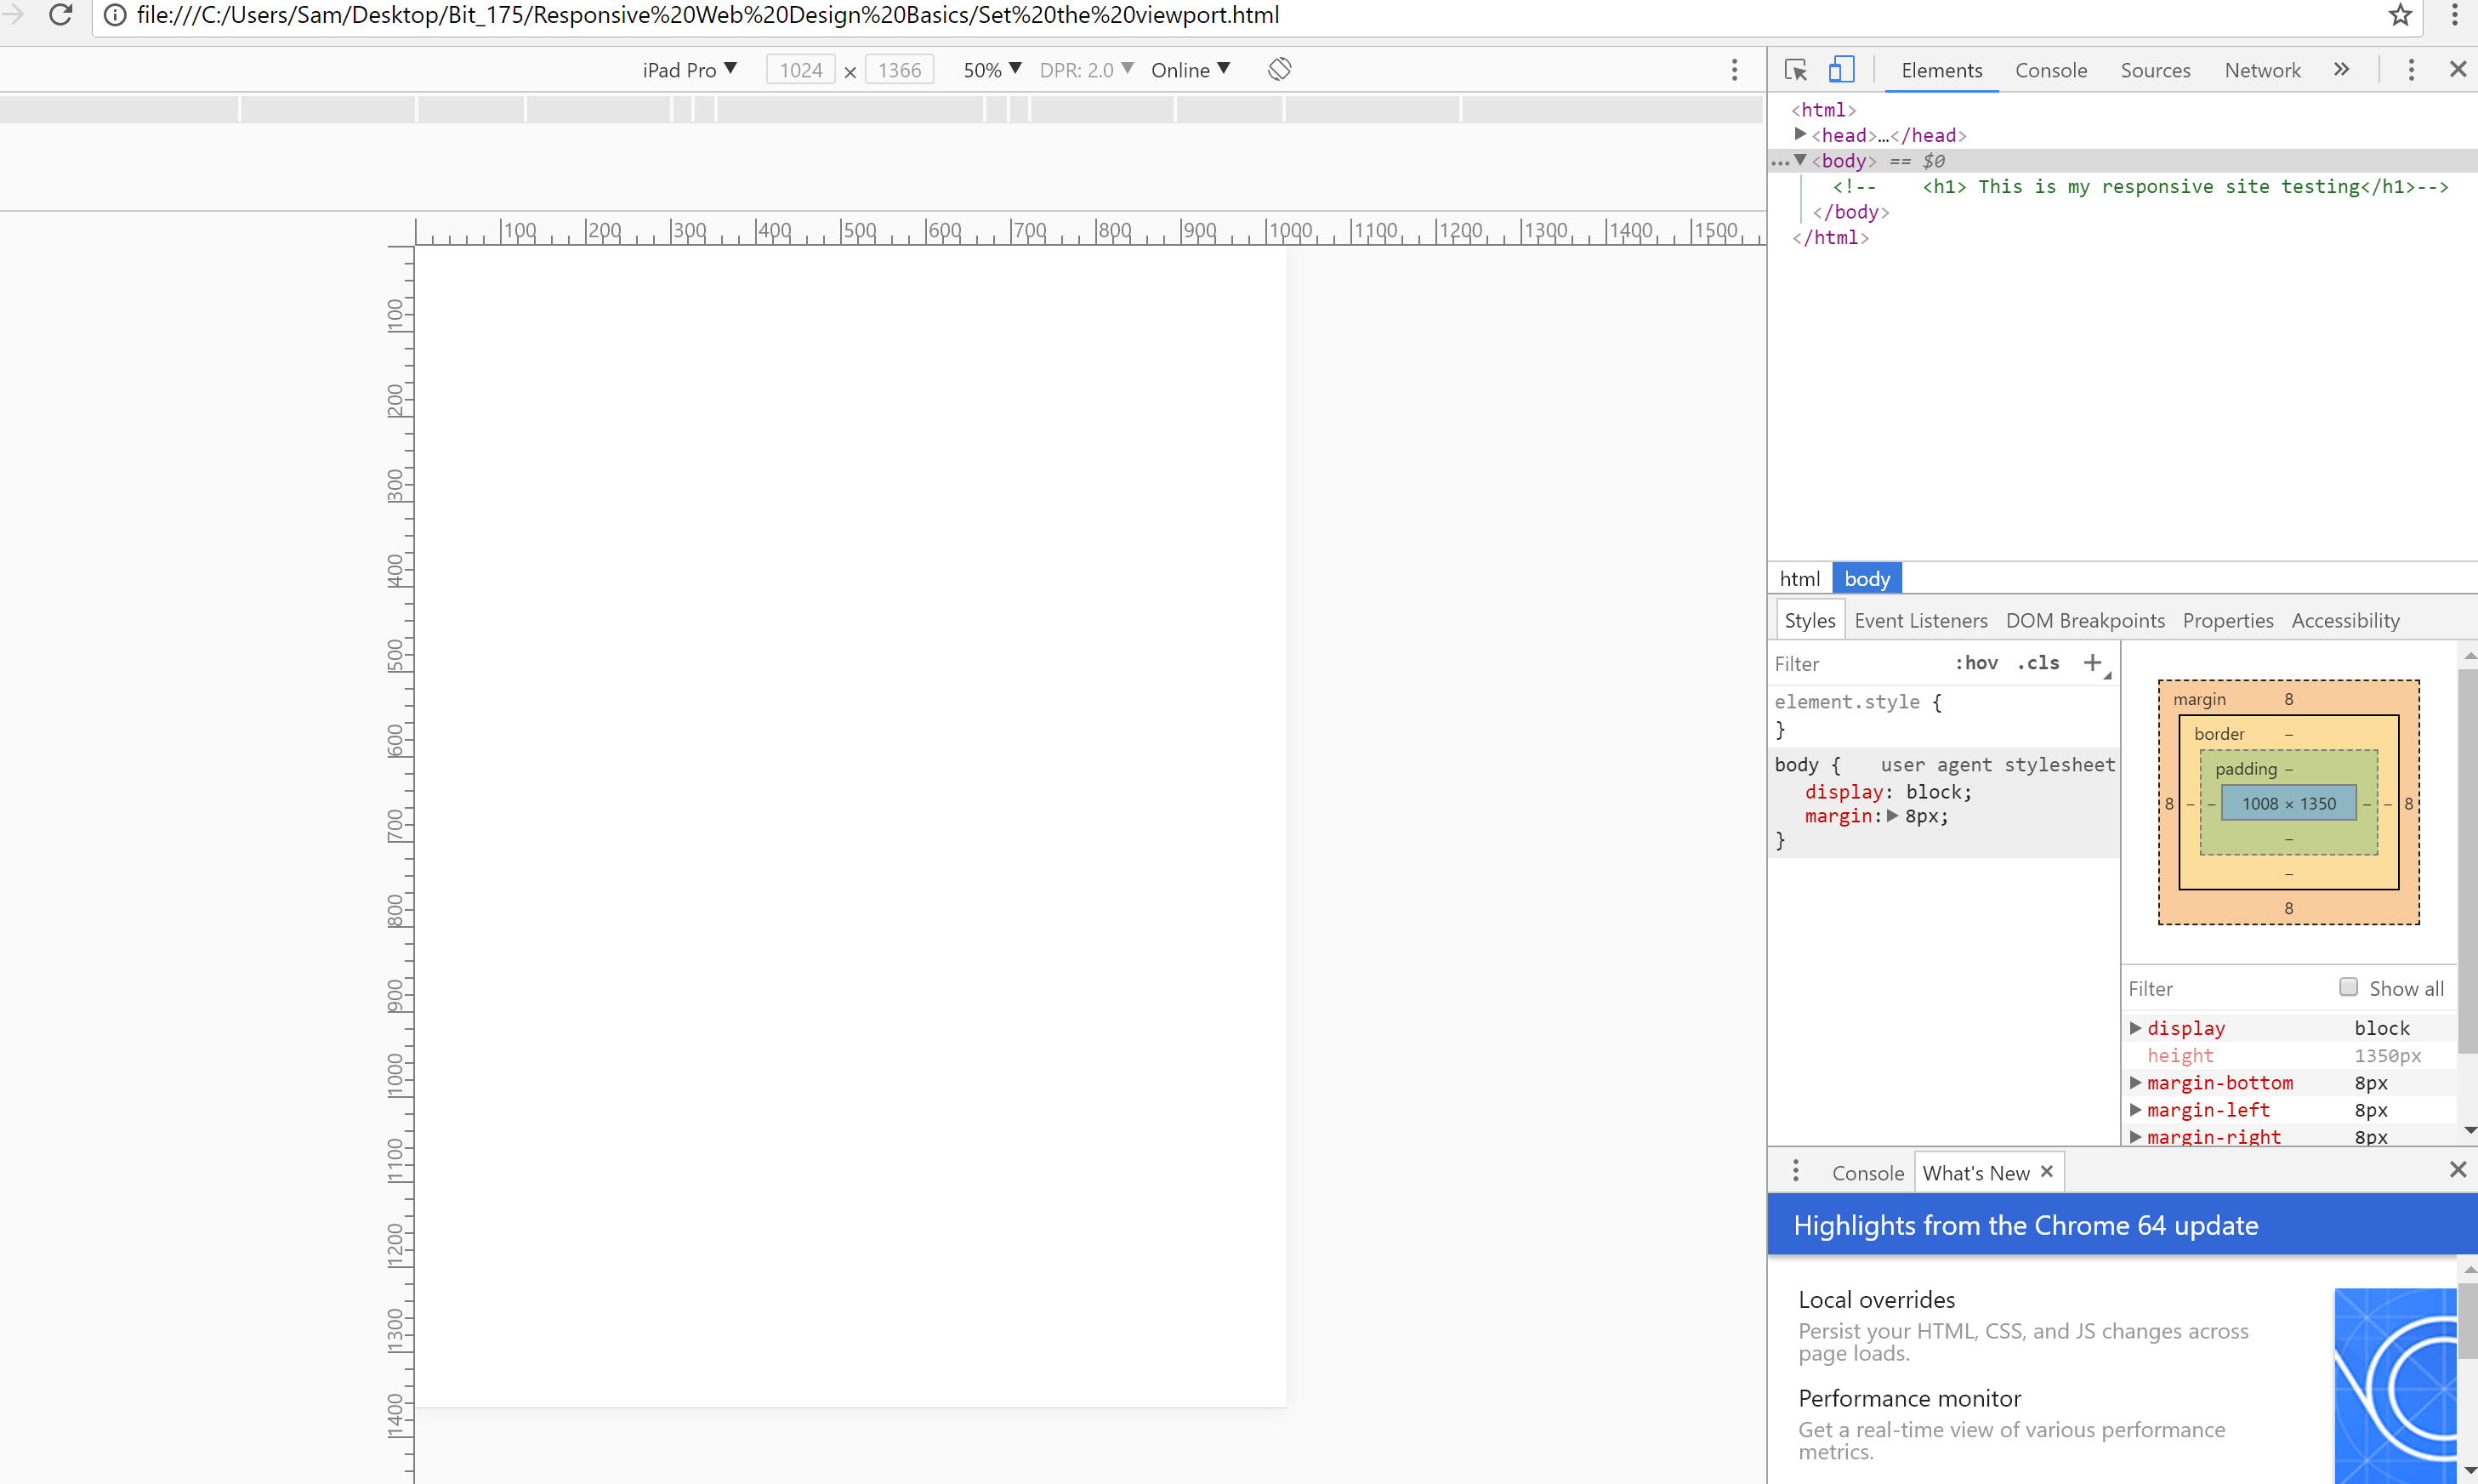 file:///C:/Users/Sam/Desktop/Bit_175/Responsive%20Web%20Design%20Basics/Set%20the%20viewport.html
iPad Pro ▼ 1024 × 1366 50% ▼ DPR: 2.0 ▼ Online ▼
Elements Console Sources Network »
<html>
▶<head>…</head>
…▼<body> == $0
<!-- <h1> This is my responsive site testing</h1>-->
</body>
</html>
100 200 300 400 500 600 700 800 900 1000 1100 1200 1300 1400 1500
100
200
300
400
500
600
700
800
900
1000
1100
1200
1300
1400
html body
Styles Event Listeners DOM Breakpoints Properties Accessibility
Filter :hov .cls +
element.style {
}
body { user agent stylesheet
display: block;
margin:▶ 8px;
}
margin 8
border –
padding –
8 – – 1008 × 1350 – – 8
–
–
8
Filter Show all
▶ display block
height 1350px
▶ margin-bottom 8px
▶ margin-left 8px
▶ margin-right 8px
Console What's New ×
Highlights from the Chrome 64 update
Local overrides
Persist your HTML, CSS, and JS changes across
page loads.
Performance monitor
Get a real-time view of various performance
metrics.